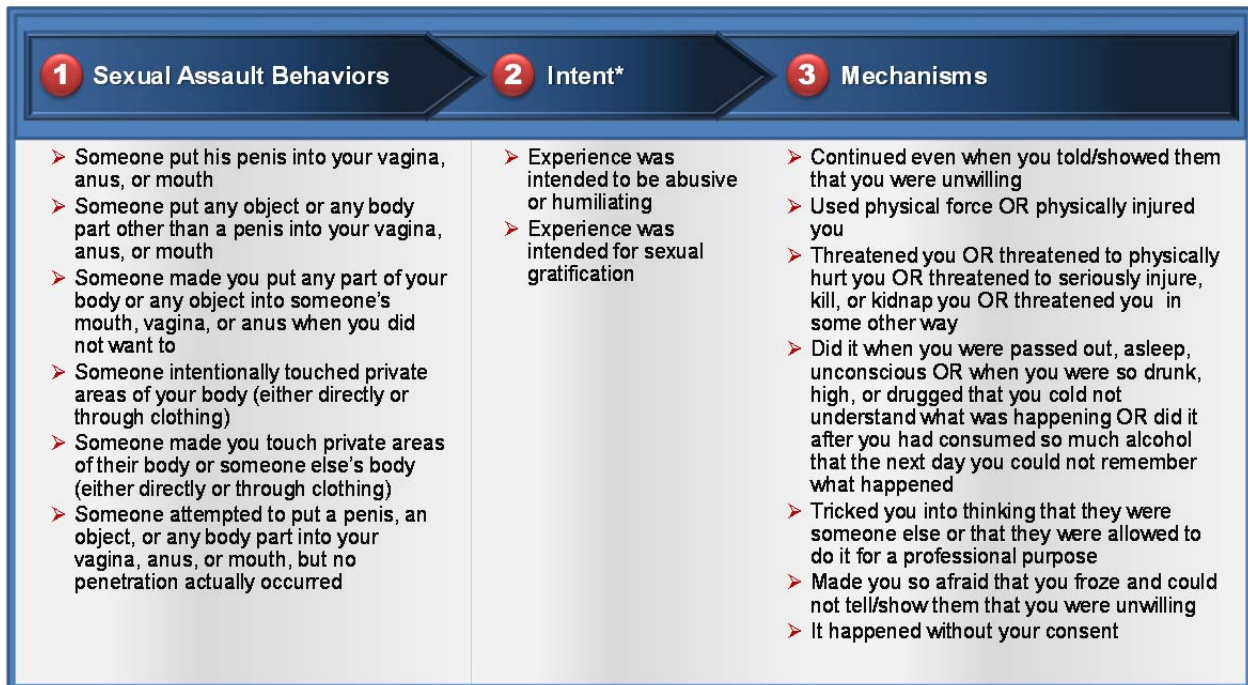 1 Sexual Assault Behaviors
2 Intent*
3 Mechanisms
Someone put his penis into your vagina,
anus, or mouth
Someone put any object or any body
part other than a penis into your vagina,
anus, or mouth
Someone made you put any part of your
body or any object into someone's
mouth, vagina, or anus when you did
not want to
Someone intentionally touched private
areas of your body (either directly or
through clothing)
Someone made you touch private areas
of their body or someone else's body
(either directly or through clothing)
Someone attempted to put a penis, an
object, or any body part into your
vagina, anus, or mouth, but no
penetration actually occurred
Experience was
intended to be abusive
or humiliating
Experience was
intended for sexual
gratification
Continued even when you told/showed them
that you were unwilling
Used physical force OR physically injured
you
Threatened you OR threatened to physically
hurt you OR threatened to seriously injure,
kill, or kidnap you OR threatened you in
some other way
Did it when you were passed out, asleep,
unconscious OR when you were so drunk,
high, or drugged that you cold not
understand what was happening OR did it
after you had consumed so much alcohol
that the next day you could not remember
what happened
Tricked you into thinking that they were
someone else or that they were allowed to
do it for a professional purpose
Made you so afraid that you froze and could
not tell/show them that you were unwilling
It happened without your consent